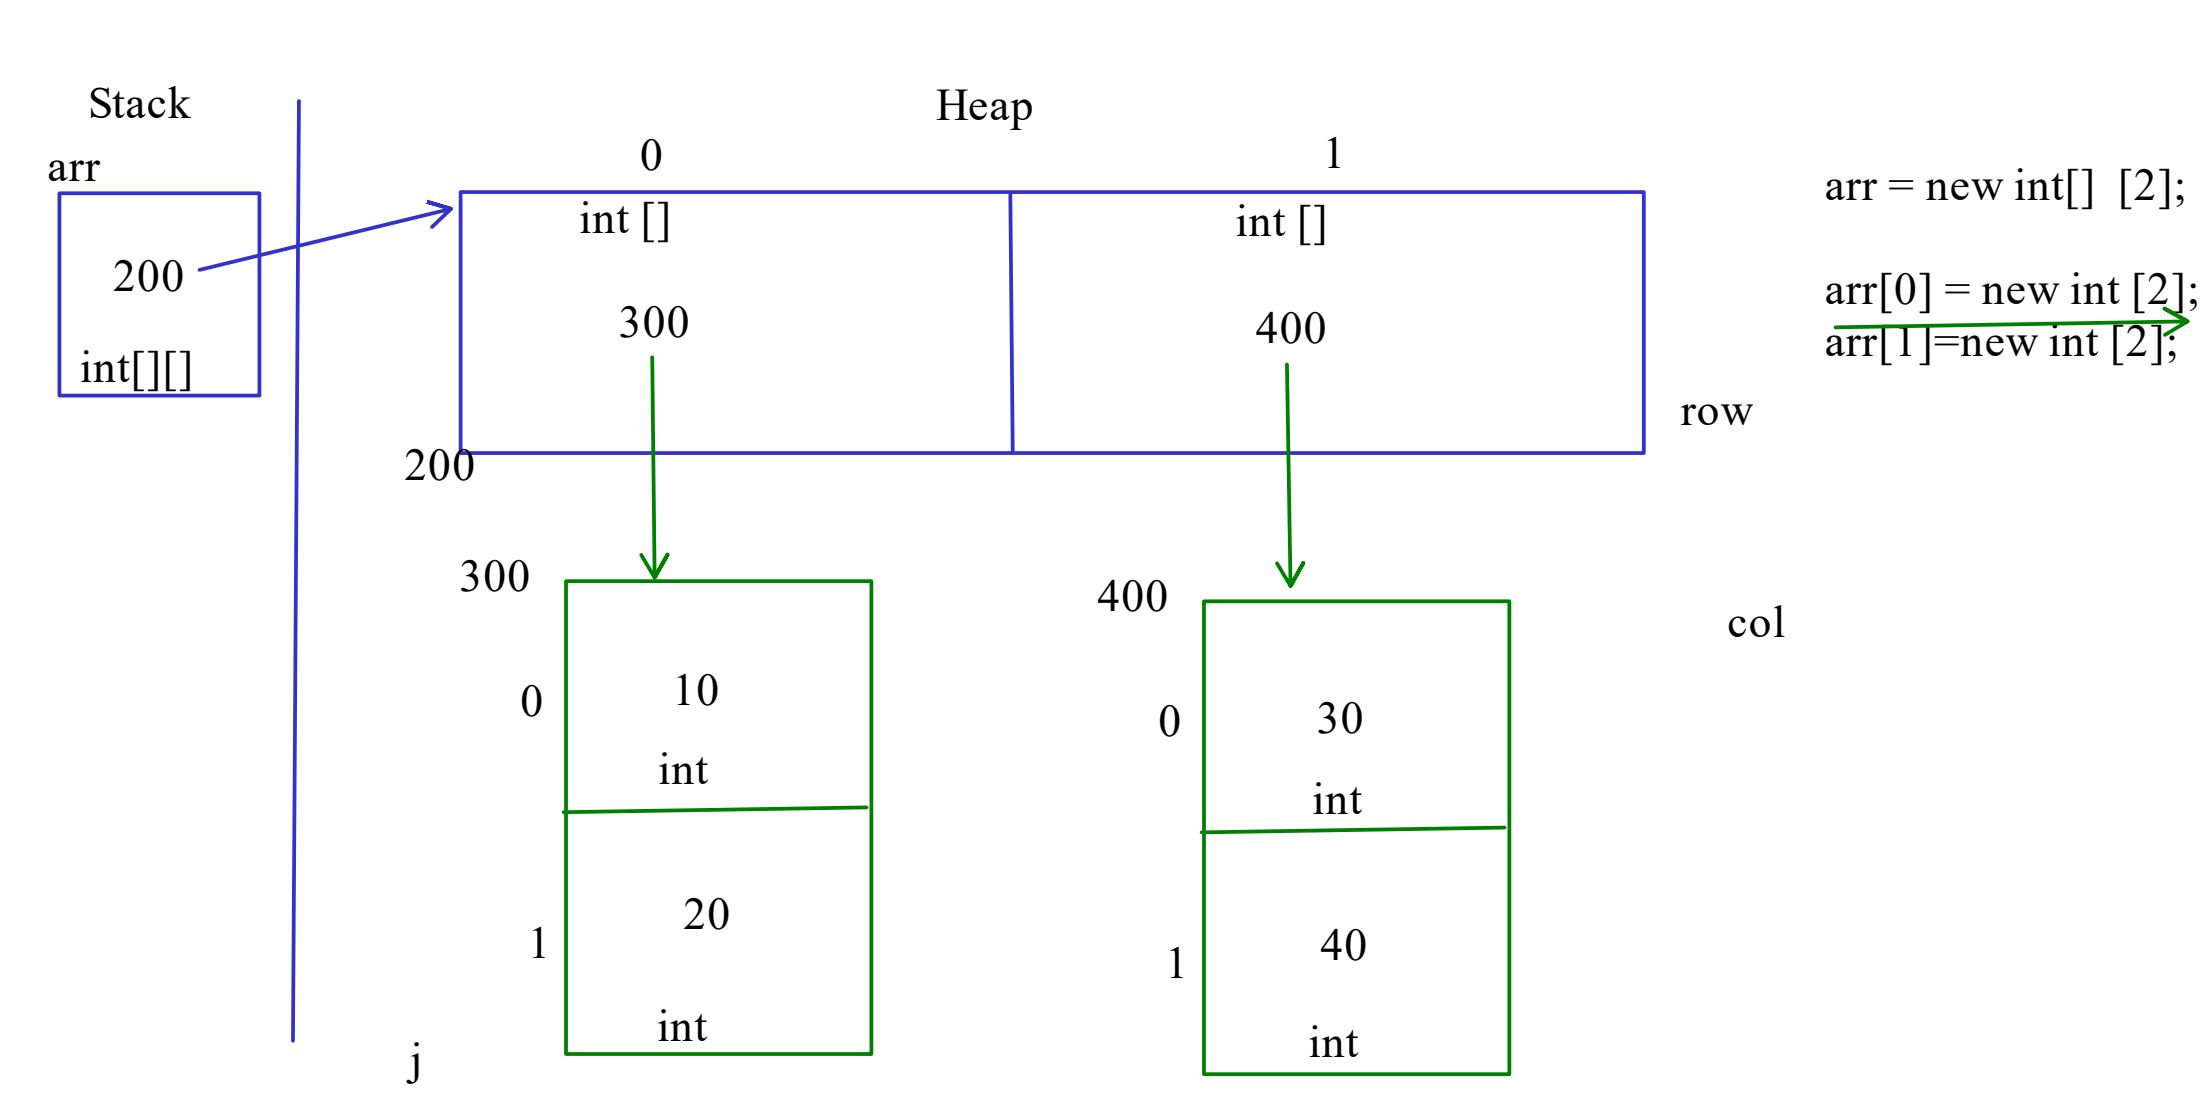 Stack
Heap
arr
0
1
int []
int []
arr = new int[]  [2];
200
300
400
arr[0] = new int [2];
arr[1]=new int [2];
int[][]
row
200
300
400
col
0
10
0
30
int
int
1
20
1
40
int
int
j